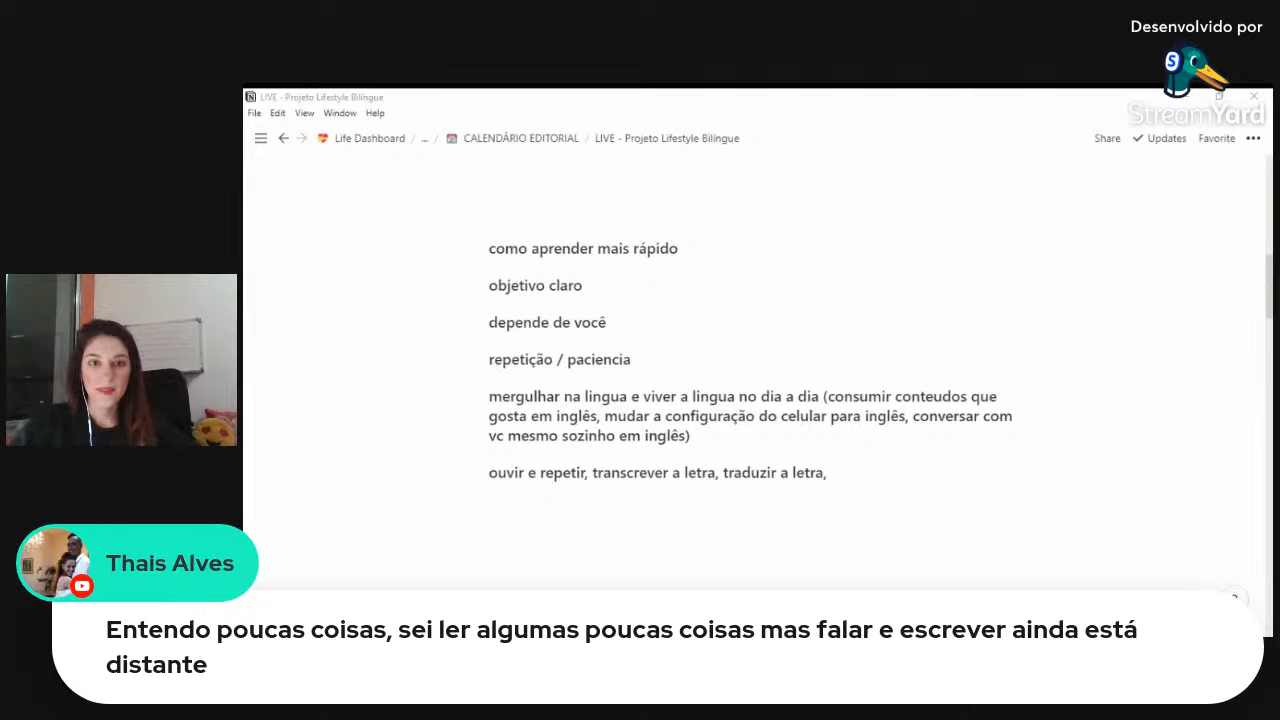 Desenvolvido por
S
StreamYard
LIVE - Projeto Lifestyle Bilíngue
File Edit View Window Help
Life Dashboard / ... / CALENDÁRIO EDITORIAL / LIVE - Projeto Lifestyle Bilíngue
Share Updates Favorite •••
como aprender mais rápido
objetivo claro
depende de você
repetição / paciencia
mergulhar na lingua e viver a lingua no dia a dia (consumir conteudos que
gosta em inglês, mudar a configuração do celular para inglês, conversar com
vc mesmo sozinho em inglês)
ouvir e repetir, transcrever a letra, traduzir a letra,
Thais Alves
Entendo poucas coisas, sei ler algumas poucas coisas mas falar e escrever ainda está
distante